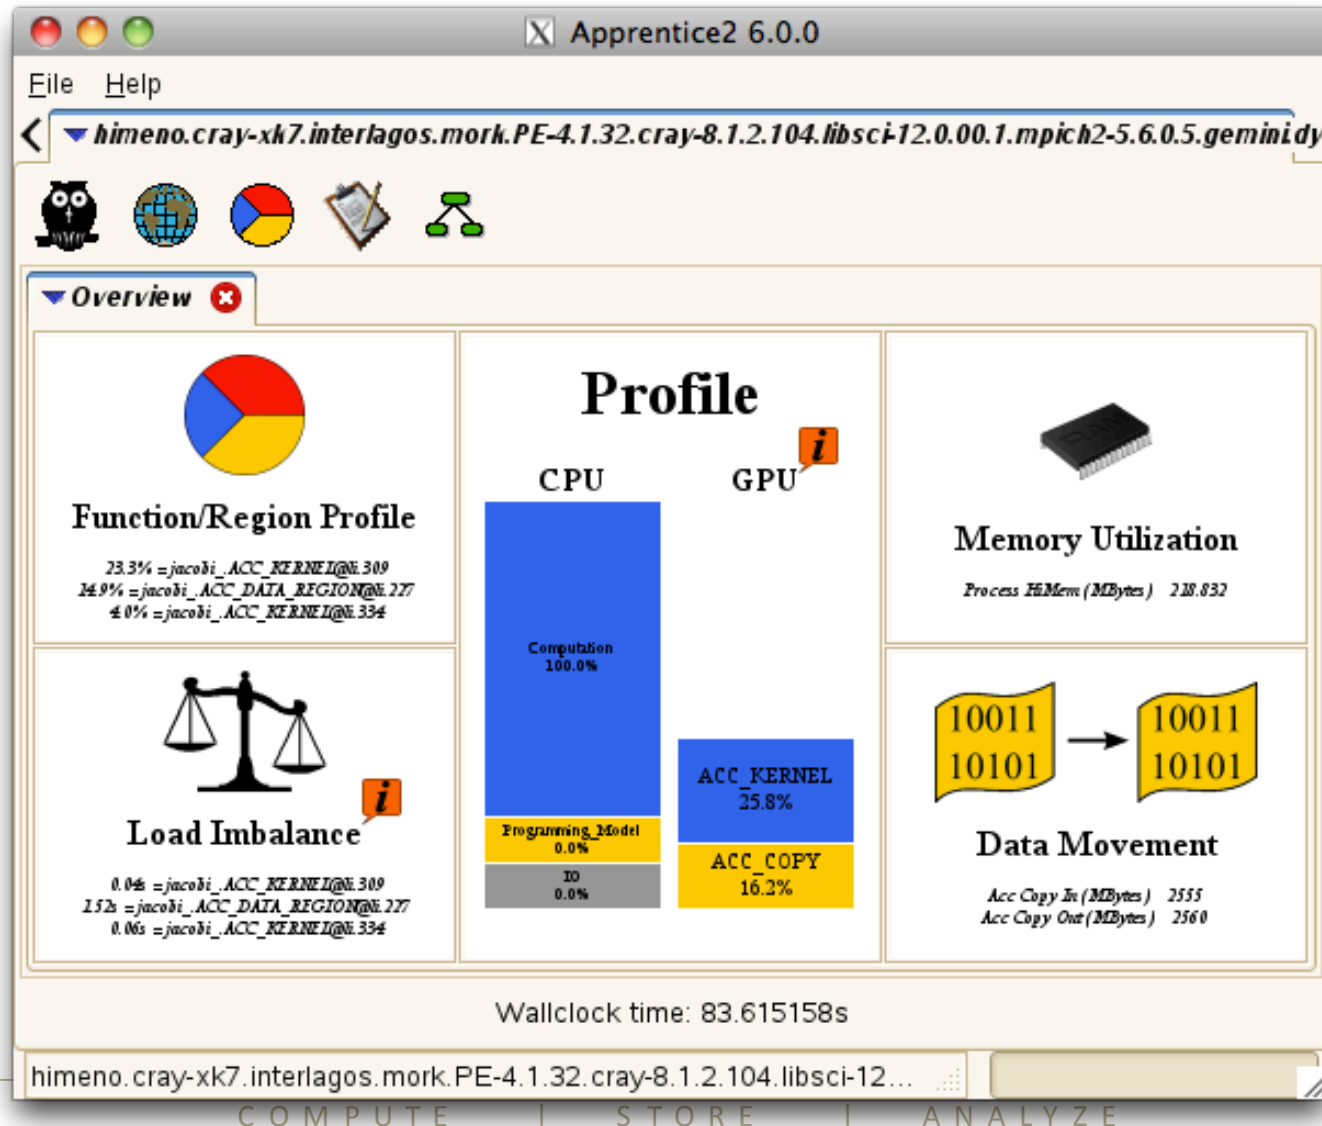 Apprentice2 6.0.0
File Help
himeno.cray-xk7.interlagos.mork.PE-4.1.32.cray-8.1.2.104.libsci-12.0.00.1.mpich2-5.6.0.5.gemini.dy
Overview
Function/Region Profile
23.3% =jacobi_.ACC_KERNEL@li.309
14.9% =jacobi_.ACC_DATA_REGION@li.227
4.0% =jacobi_.ACC_KERNEL@li.334
Load Imbalance
0.04s =jacobi_.ACC_KERNEL@li.309
1.52s =jacobi_.ACC_DATA_REGION@li.227
0.06s =jacobi_.ACC_KERNEL@li.334
Profile
CPU GPU
Computation
100.0%
Programming_Model
0.0%
IO
0.0%
ACC_KERNEL
25.8%
ACC_COPY
16.2%
RAM
Memory Utilization
Process HiMem (MBytes) 218.832
10011 10011
10101 10101
Data Movement
Acc Copy In (MBytes) 2555
Acc Copy Out (MBytes) 2560
Wallclock time: 83.615158s
himeno.cray-xk7.interlagos.mork.PE-4.1.32.cray-8.1.2.104.libsci-12...
COMPUTE | STORE | ANALYZE